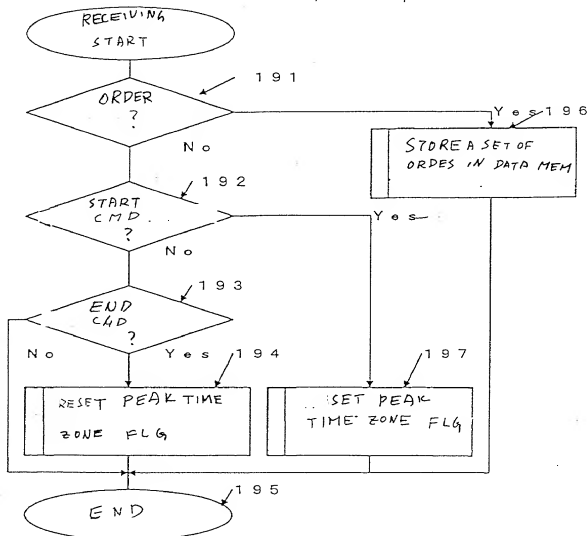 RECEIVING
START
191
ORDER
?
Yes
196
No
STORE A SET OF
ORDES IN DATA MEM
192
START
CMD
?
Yes
No
193
END
CMD
?
No
Yes
194
197
RESET PEAK TIME
ZONE FLG
SET PEAK
TIME ZONE FLG
195
END